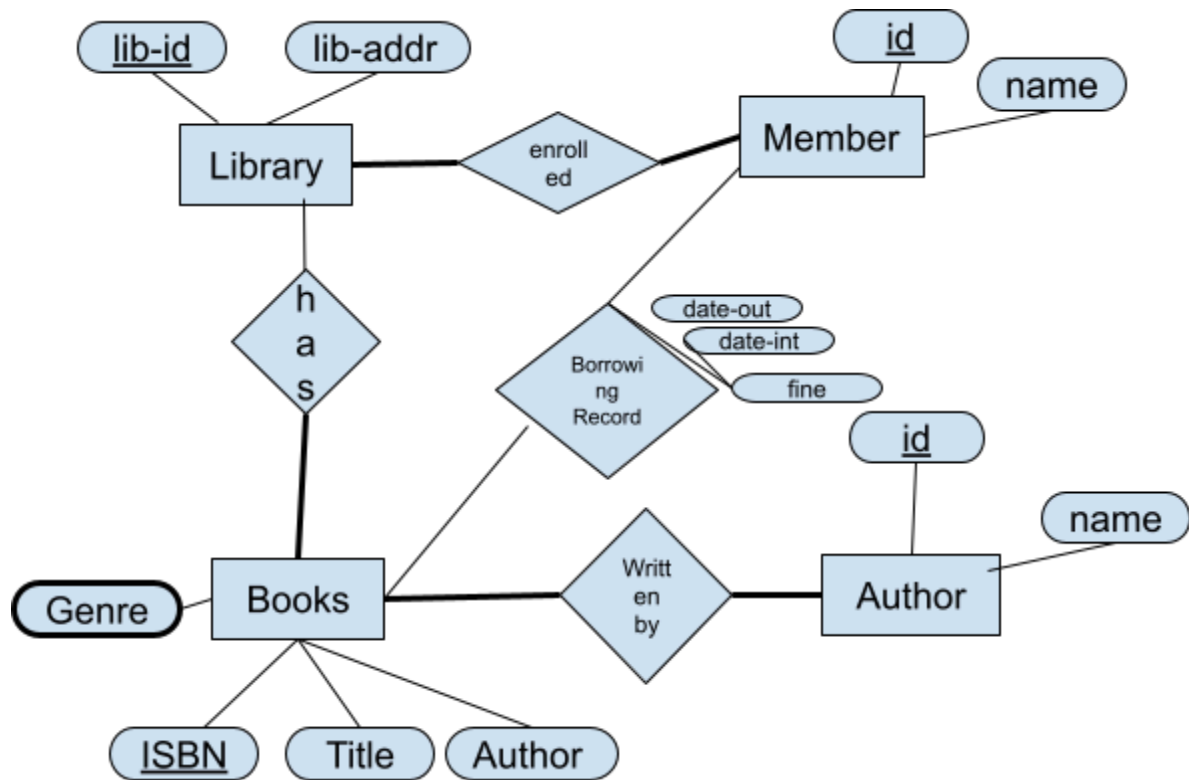 lib-id
lib-addr
id
name
Library
enroll
ed
Member
h
a
s
date-out
date-int
fine
Borrowi
ng
Record
id
name
Genre
Books
Writt
en
by
Author
ISBN
Title
Author